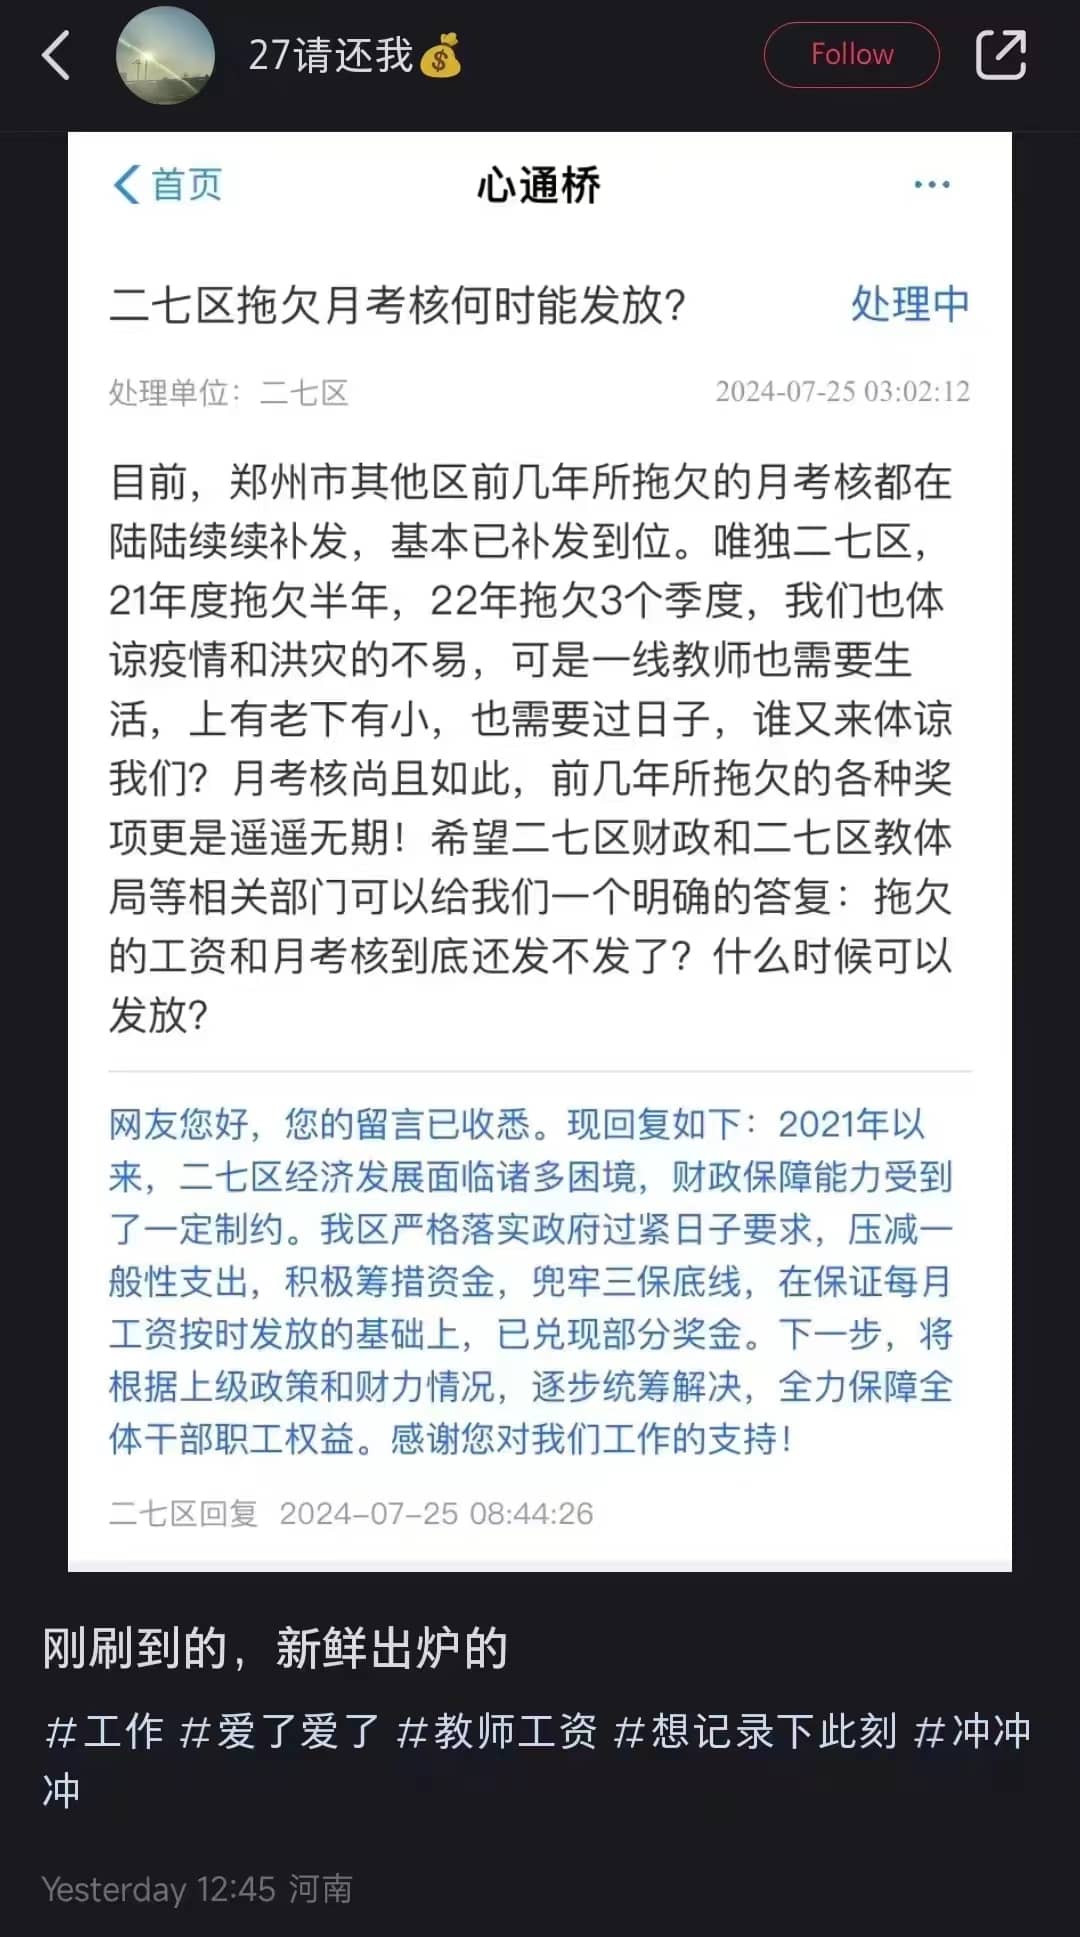 27请还我💰
Follow
首页
心通桥
二七区拖欠月考核何时能发放?
处理中
处理单位：二七区
2024-07-25 03:02:12
目前，郑州市其他区前几年所拖欠的月考核都在
陆陆续续补发，基本已补发到位。唯独二七区，
21年度拖欠半年，22年拖欠3个季度，我们也体
谅疫情和洪灾的不易，可是一线教师也需要生
活，上有老下有小，也需要过日子，谁又来体谅
我们？月考核尚且如此，前几年所拖欠的各种奖
项更是遥遥无期！希望二七区财政和二七区教体
局等相关部门可以给我们一个明确的答复：拖欠
的工资和月考核到底还发不发了？什么时候可以
发放?
网友您好，您的留言已收悉。现回复如下：2021年以
来，二七区经济发展面临诸多困境，财政保障能力受到
了一定制约。我区严格落实政府过紧日子要求，压减一
般性支出，积极筹措资金，兜牢三保底线，在保证每月
工资按时发放的基础上，已兑现部分奖金。下一步，将
根据上级政策和财力情况，逐步统筹解决，全力保障全
体干部职工权益。感谢您对我们工作的支持！
二七区回复 2024-07-25 08:44:26
刚刷到的，新鲜出炉的
#工作 #爱了爱了 #教师工资 #想记录下此刻 #冲冲
冲
Yesterday 12:45 河南